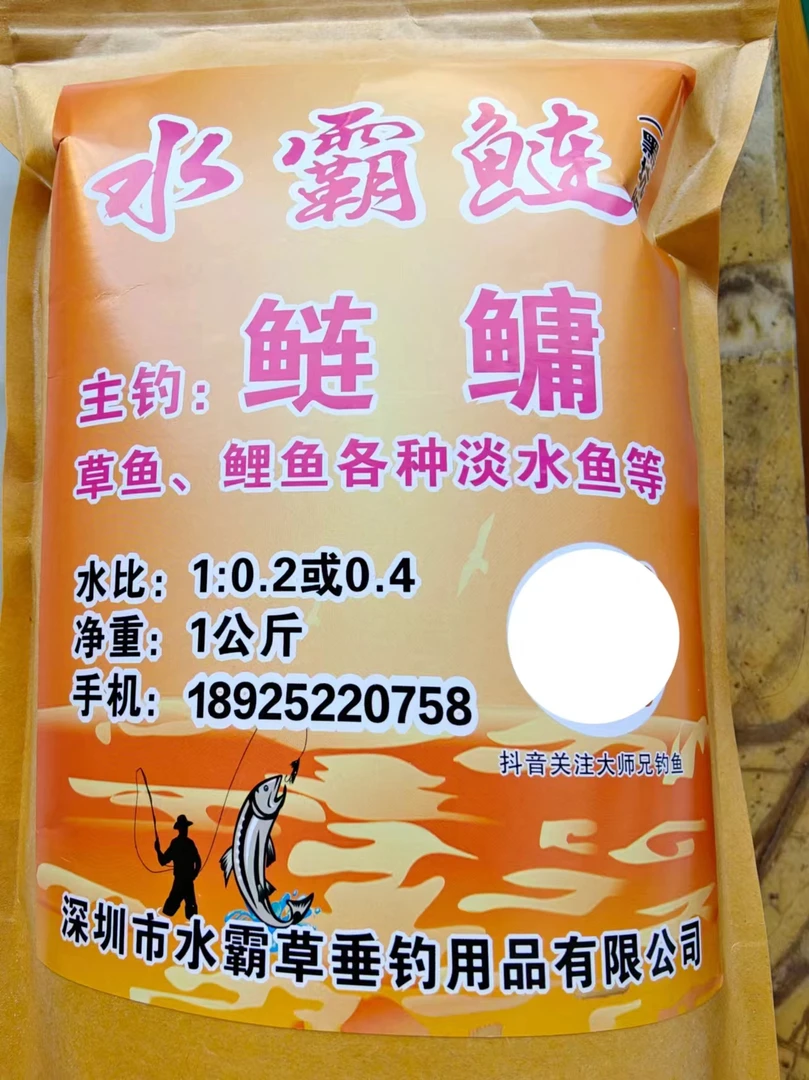 水霸鲢
主钓：鲢 鳙
草鱼、鲤鱼各种淡水鱼等
水比：1:0.2或0.4
净重：1公斤
手机：18925220758
抖音关注大师兄钓鱼
深圳市水霸草垂钓用品有限公司